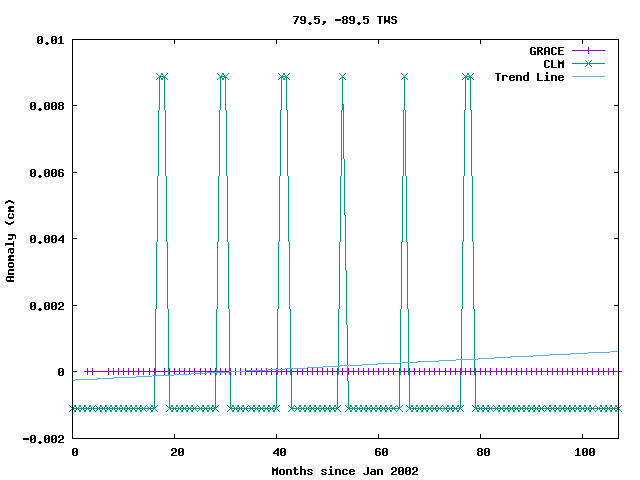 79.5, -89.5 TWS
0.01
GRACE
CLM
Trend Line
0.008
0.006
0.004
0.002
0
-0.002
Anomaly (cm)
0 20 40 60 80 100
Months since Jan 2002